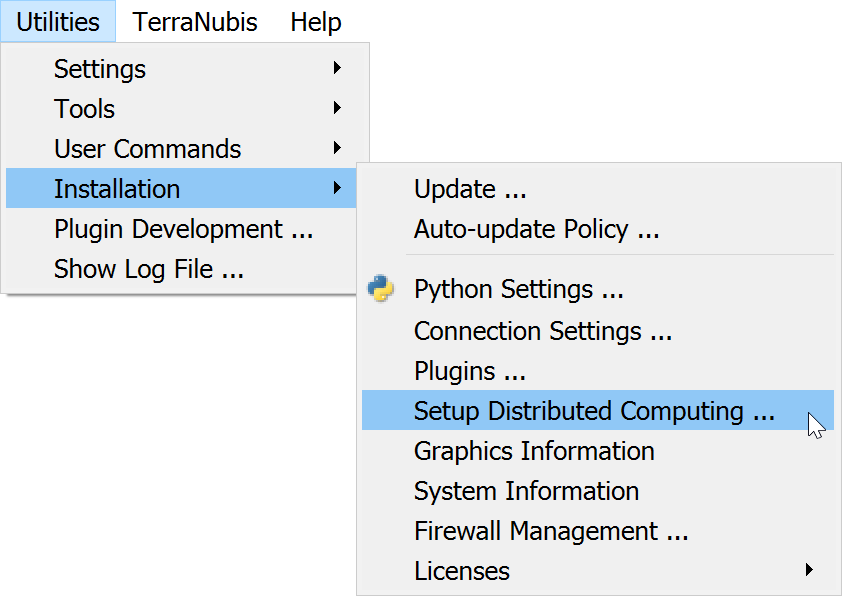 Utilities TerraNubis Help
Settings
Tools
User Commands
Installation
Plugin Development ...
Show Log File ...
Update ...
Auto-update Policy ...
Python Settings ...
Connection Settings ...
Plugins ...
Setup Distributed Computing ...
Graphics Information
System Information
Firewall Management ...
Licenses